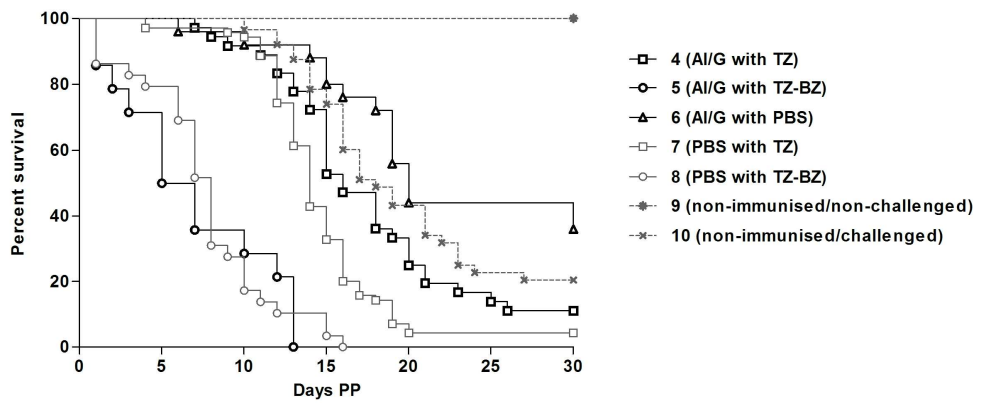 Percent survival
100
80
60
40
20
0
0 5 10 15 20 25 30
Days PP
4 (Al/G with TZ)
5 (Al/G with TZ-BZ)
6 (Al/G with PBS)
7 (PBS with TZ)
8 (PBS with TZ-BZ)
9 (non-immunised/non-challenged)
10 (non-immunised/challenged)